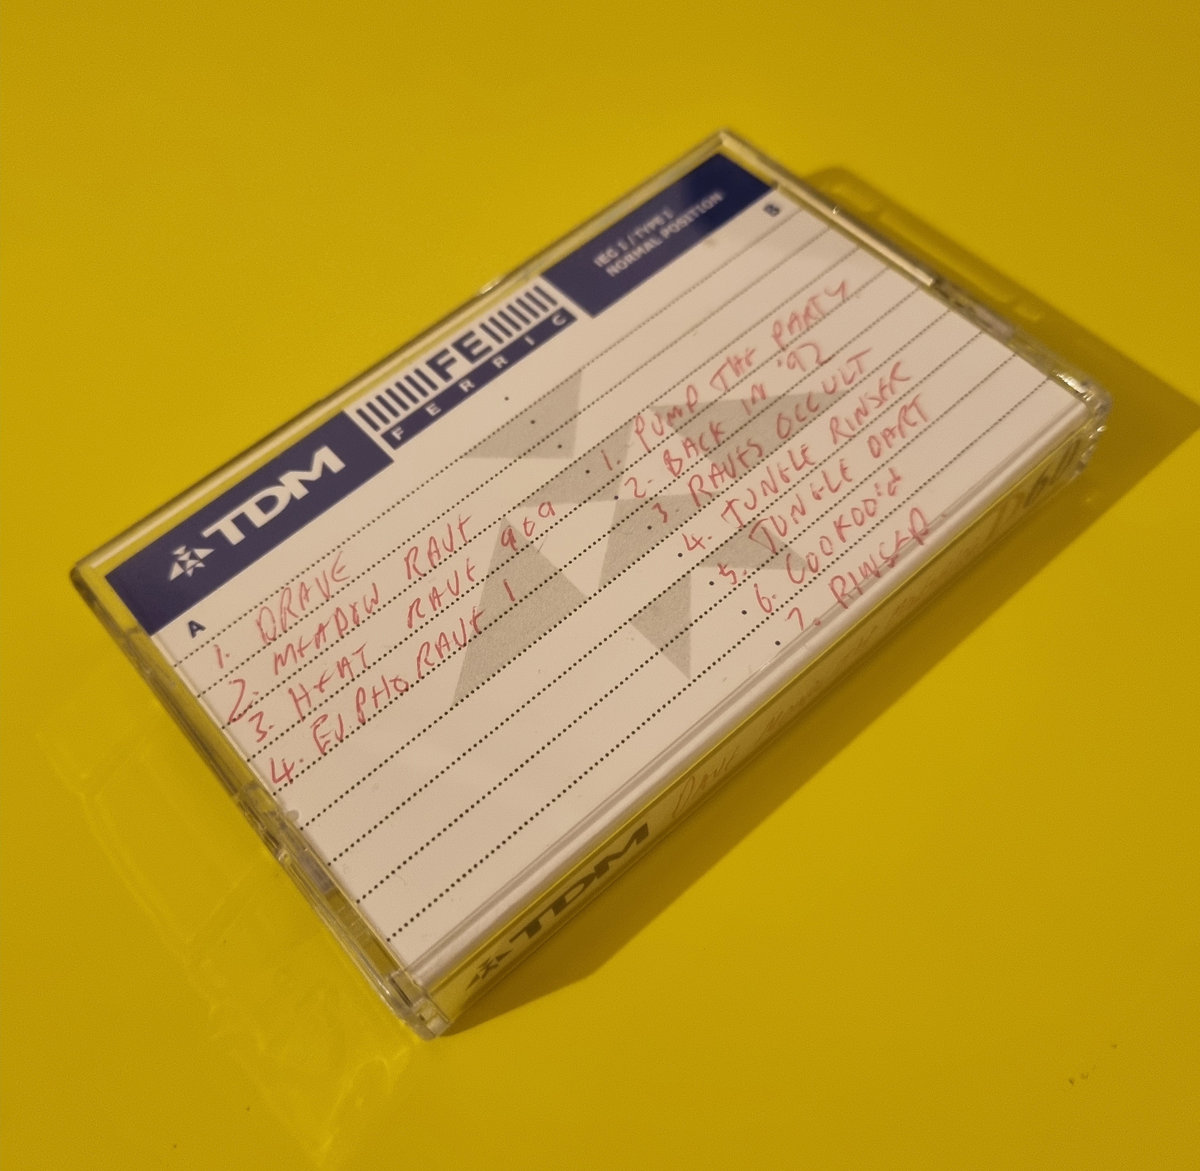 TDM
FE
FERRIC
IEC I / TYPE I
NORMAL POSITION
A
1. DRAVE
2. MEADOW RAVE
3. HEAT RAVE 969
4. EUPHO RAVE 1
B
1. PUMP THE PARTY
2. BACK IN '92
3. RAVES OCCULT
4. JUNGLE RINSER
5. JUNGLE DART
6. COOKOO'd
7. RINSER
TDM
D60